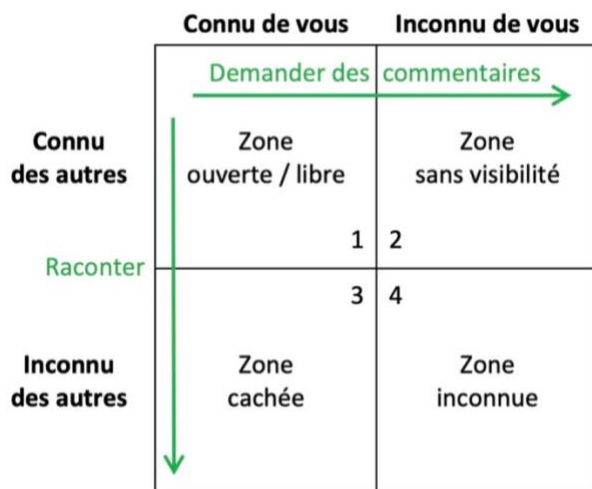 Connu de vous
Inconnu de vous
Demander des commentaires
Connu
des autres
Zone
ouverte / libre
Zone
sans visibilité
1
2
Raconter
3
4
Inconnu
des autres
Zone
cachée
Zone
inconnue